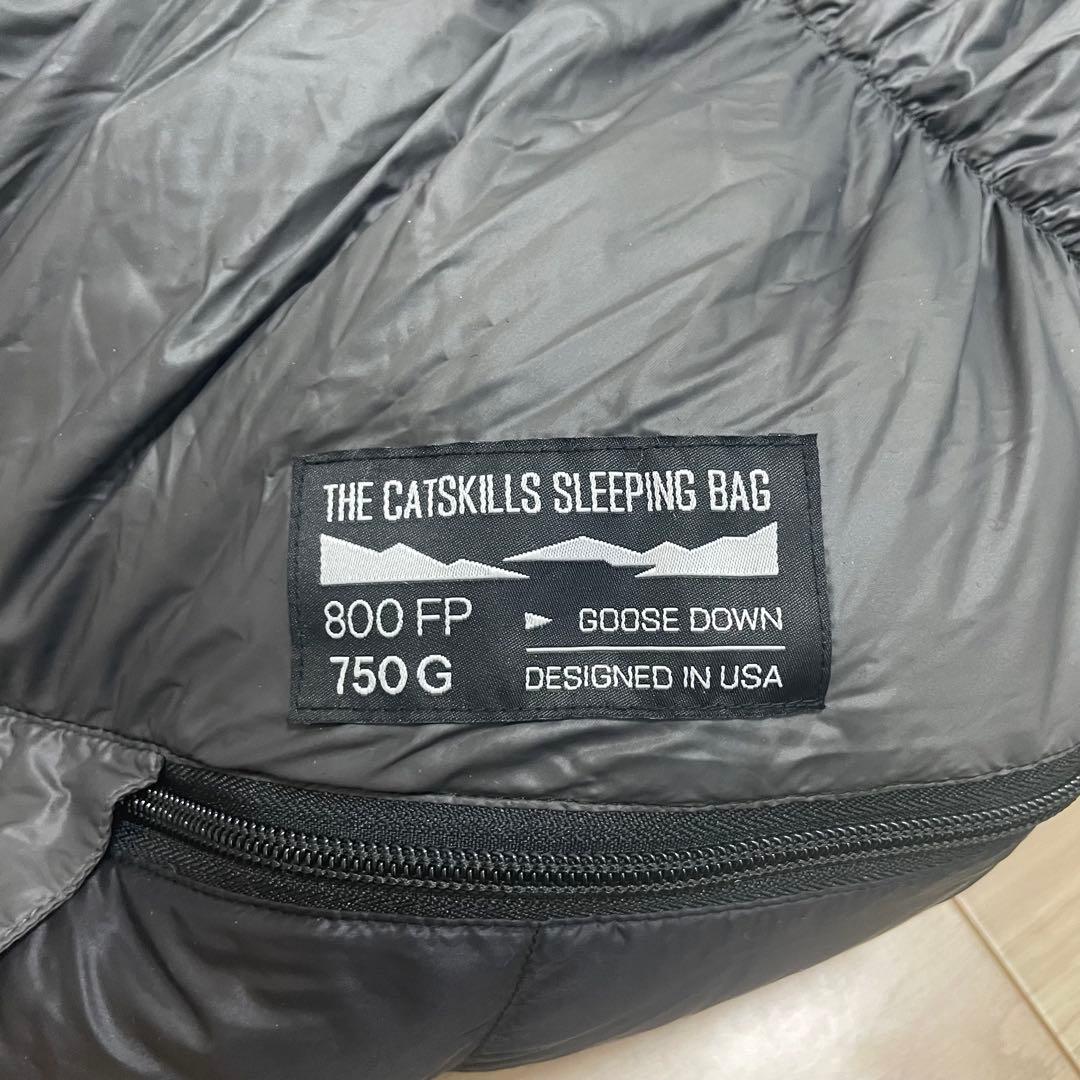 THE CATSKILLS SLEEPING BAG
800 FP
750 G
GOOSE DOWN
DESIGNED IN USA